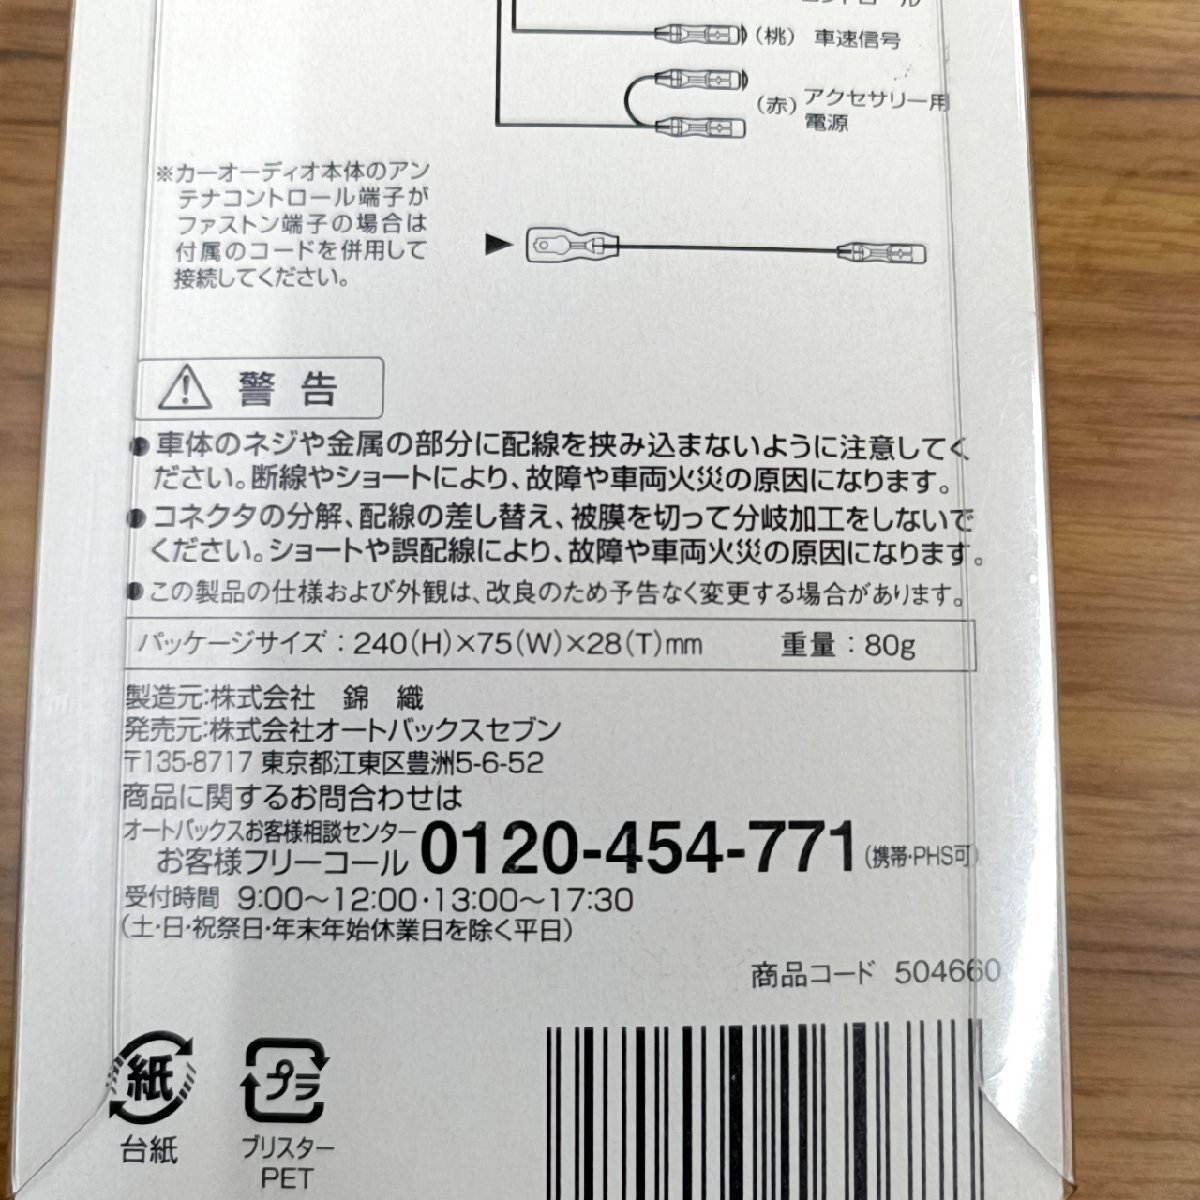 (桃) 車速信号
(赤) アクセサリー用
電源
※カーオーディオ本体のアン
テナコントロール端子が
ファストン端子の場合は
付属のコードを併用して
接続してください。
警告
●車体のネジや金属の部分に配線を挟み込まないように注意してく
ださい。断線やショートにより、故障や車両火災の原因になります。
●コネクタの分解、配線の差し替え、被膜を切って分岐加工をしないで
ください。ショートや誤配線により、故障や車両火災の原因になります。
●この製品の仕様および外観は、改良のため予告なく変更する場合があります。
パッケージサイズ：240(H)×75(W)×28(T)mm 重量：80g
製造元:株式会社 錦 織
発売元:株式会社オートバックスセブン
〒135-8717 東京都江東区豊洲5-6-52
商品に関するお問合わせは
オートバックスお客様相談センター
お客様フリーコール 0120-454-771 (携帯・PHS可)
受付時間 9:00～12:00・13:00～17:30
(土・日・祝祭日・年末年始休業日を除く平日)
商品コード 504660
紙
台紙
プラ
ブリスター
PET